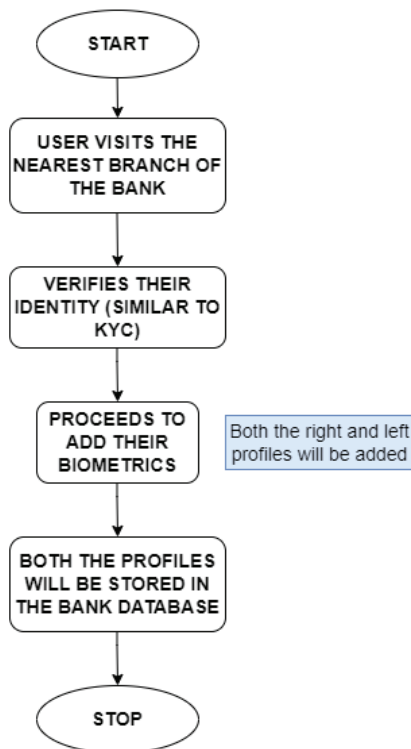 START
USER VISITS THE
NEAREST BRANCH OF
THE BANK
VERIFIES THEIR
IDENTITY (SIMILAR TO
KYC)
PROCEEDS TO
ADD THEIR
BIOMETRICS
Both the right and left
profiles will be added
BOTH THE PROFILES
WILL BE STORED IN
THE BANK DATABASE
STOP